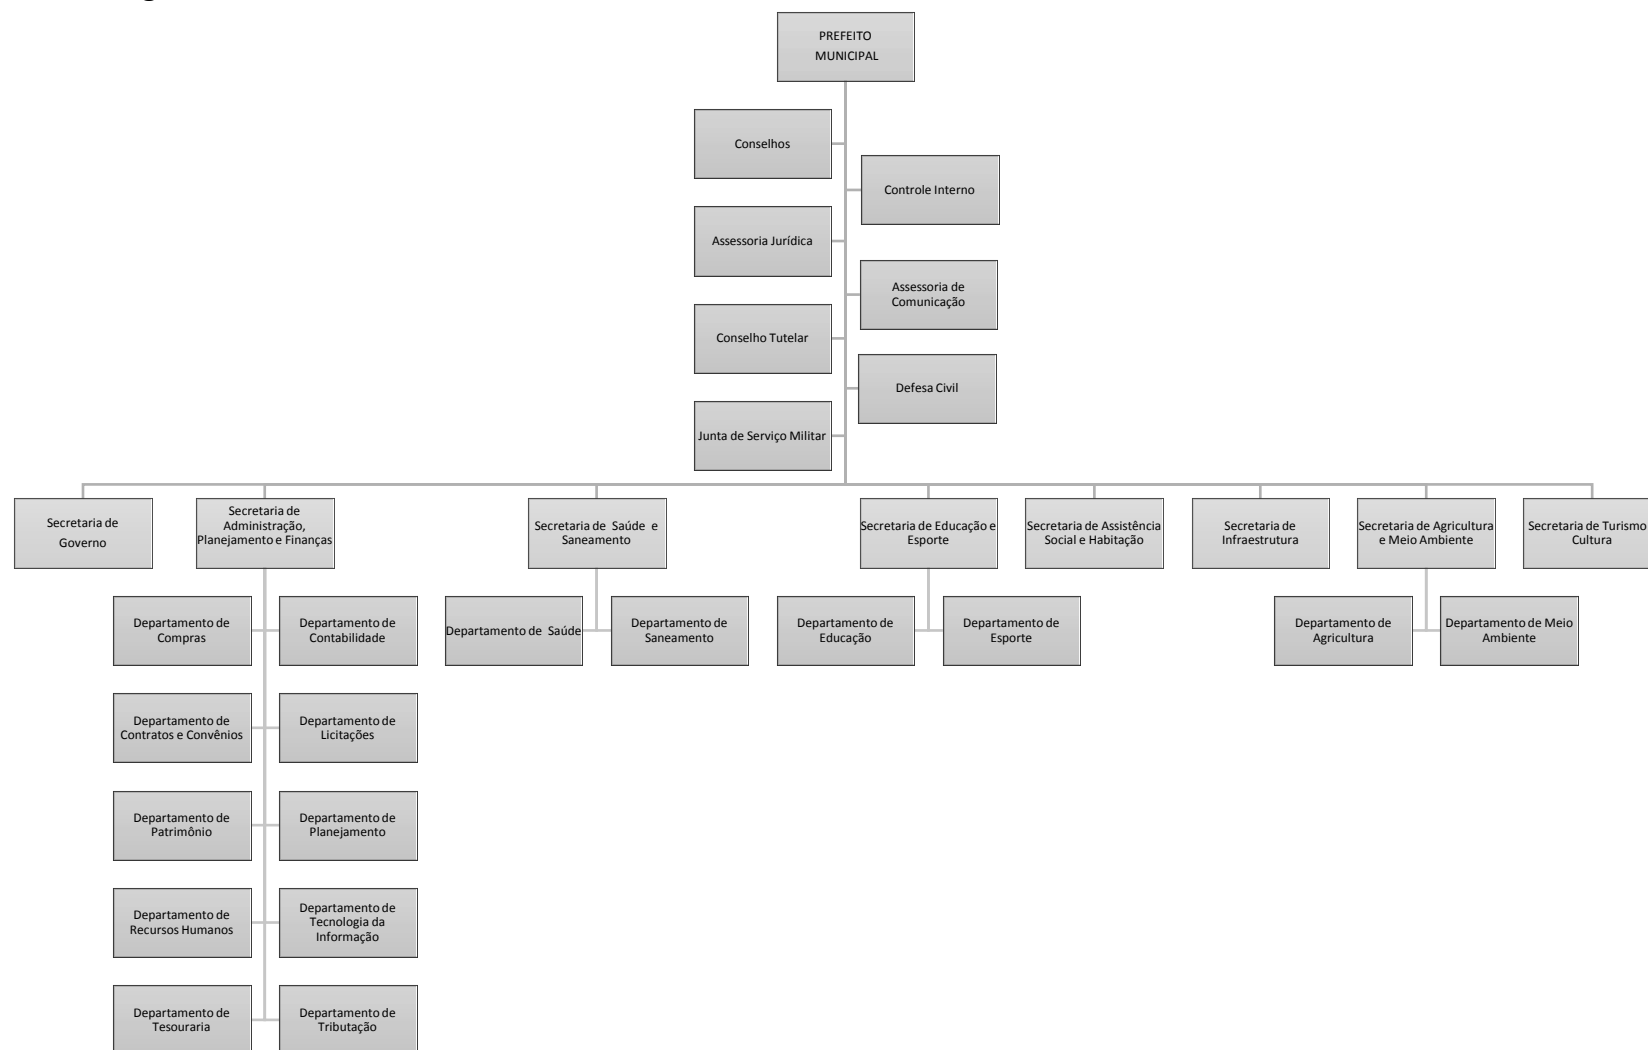 PREFEITO
MUNICIPAL
Conselhos
Controle Interno
Assessoria Jurídica
Assessoria de
Comunicação
Conselho Tutelar
Defesa Civil
Junta de Serviço Militar
Secretaria de
Governo
Secretaria de
Administração,
Planejamento e Finanças
Secretaria de Saúde e
Saneamento
Secretaria de Educação e
Esporte
Secretaria de Assistência
Social e Habitação
Secretaria de
Infraestrutura
Secretaria de Agricultura
e Meio Ambiente
Secretaria de Turismo
Cultura
Departamento de
Compras
Departamento de
Contabilidade
Departamento de Saúde
Departamento de
Saneamento
Departamento de
Educação
Departamento de
Esporte
Departamento de
Agricultura
Departamento de Meio
Ambiente
Departamento de
Contratos e Convênios
Departamento de
Licitações
Departamento de
Patrimônio
Departamento de
Planejamento
Departamento de
Recursos Humanos
Departamento de
Tecnologia da
Informação
Departamento de
Tesouraria
Departamento de
Tributação